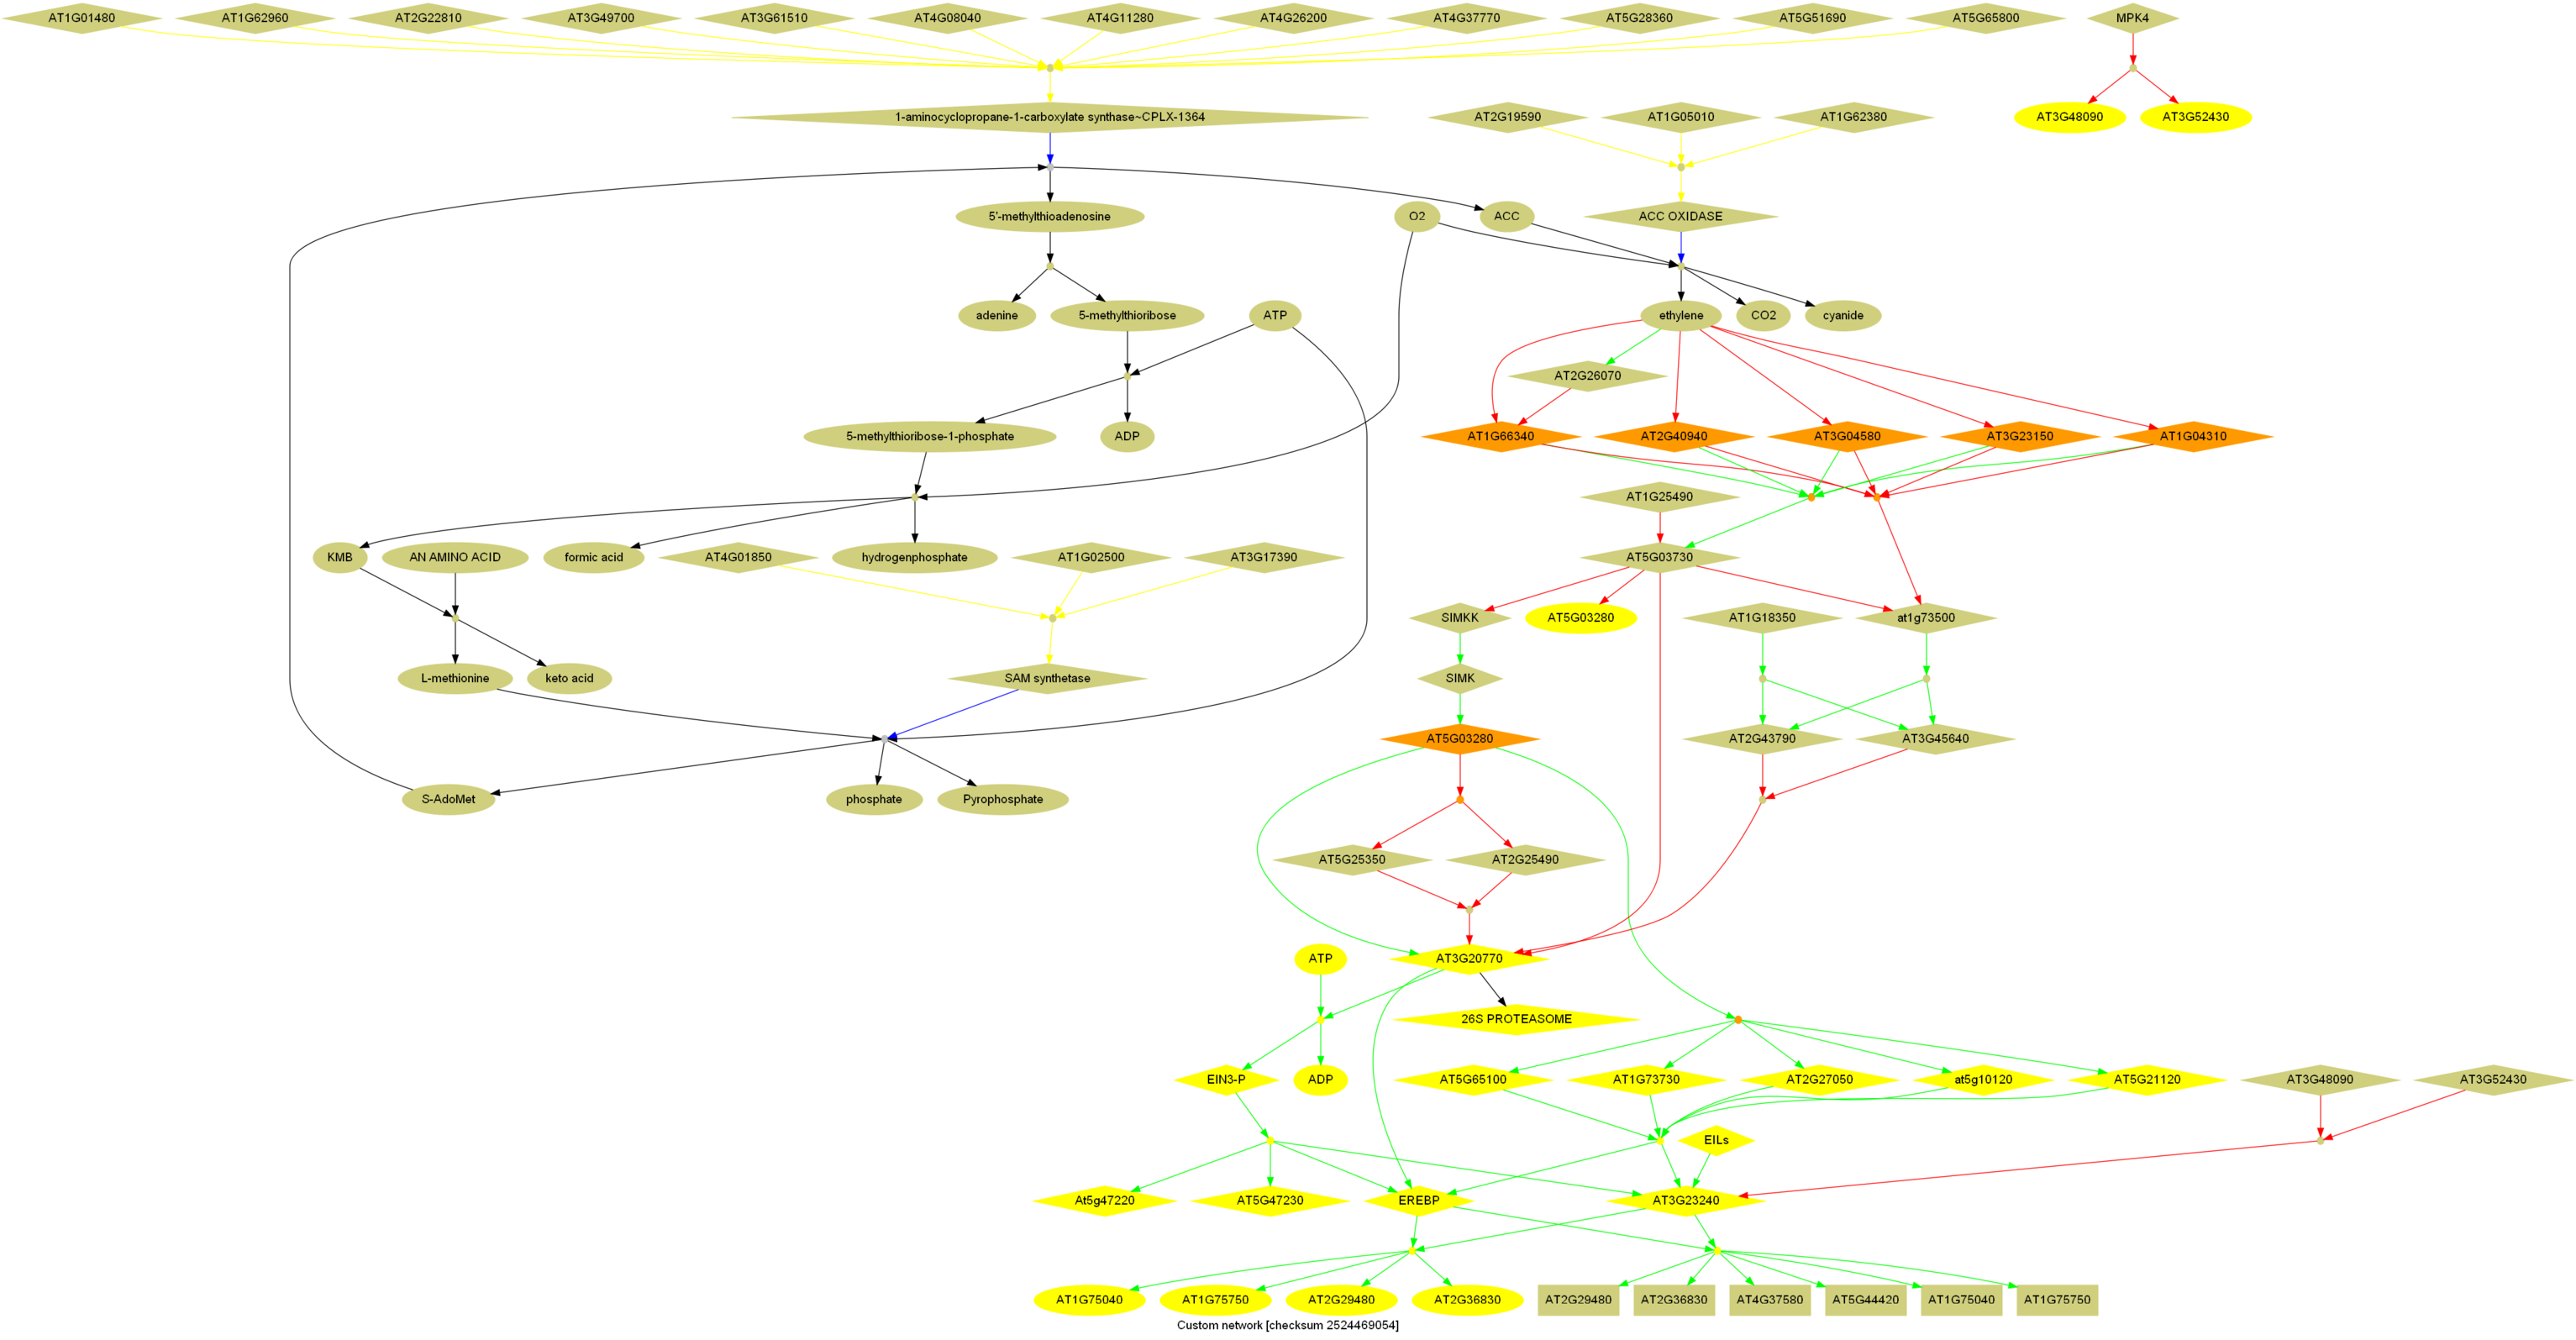 AT1G01480 AT1G62960 AT2G22810 AT3G49700 AT3G61510 AT4G08040 AT4G11280 AT4G26200 AT4G37770 AT5G28360 AT5G51690 AT5G65800 MPK4
1-aminocyclopropane-1-carboxylate synthase~CPLX-1364 AT2G19590 AT1G05010 AT1G62380 AT3G48090 AT3G52430
5'-methylthioadenosine O2 ACC ACC OXIDASE
adenine 5-methylthioribose ATP ethylene CO2 cyanide
AT2G26070
5-methylthioribose-1-phosphate ADP AT1G66340 AT2G40940 AT3G04580 AT3G23150 AT1G04310
AT1G25490
KMB AN AMINO ACID formic acid AT4G01850 hydrogenphosphate AT1G02500 AT3G17390 AT5G03730
SIMKK AT5G03280 AT1G18350 at1g73500
L-methionine keto acid SAM synthetase SIMK
AT5G03280 AT2G43790 AT3G45640
S-AdoMet phosphate Pyrophosphate
AT5G25350 AT2G25490
ATP AT3G20770
26S PROTEASOME
EIN3-P ADP AT5G65100 AT1G73730 AT2G27050 at5g10120 AT5G21120 AT3G48090 AT3G52430
EILs
At5g47220 AT5G47230 EREBP AT3G23240
AT1G75040 AT1G75750 AT2G29480 AT2G36830 AT2G29480 AT2G36830 AT4G37580 AT5G44420 AT1G75040 AT1G75750
Custom network [checksum 2524469054]